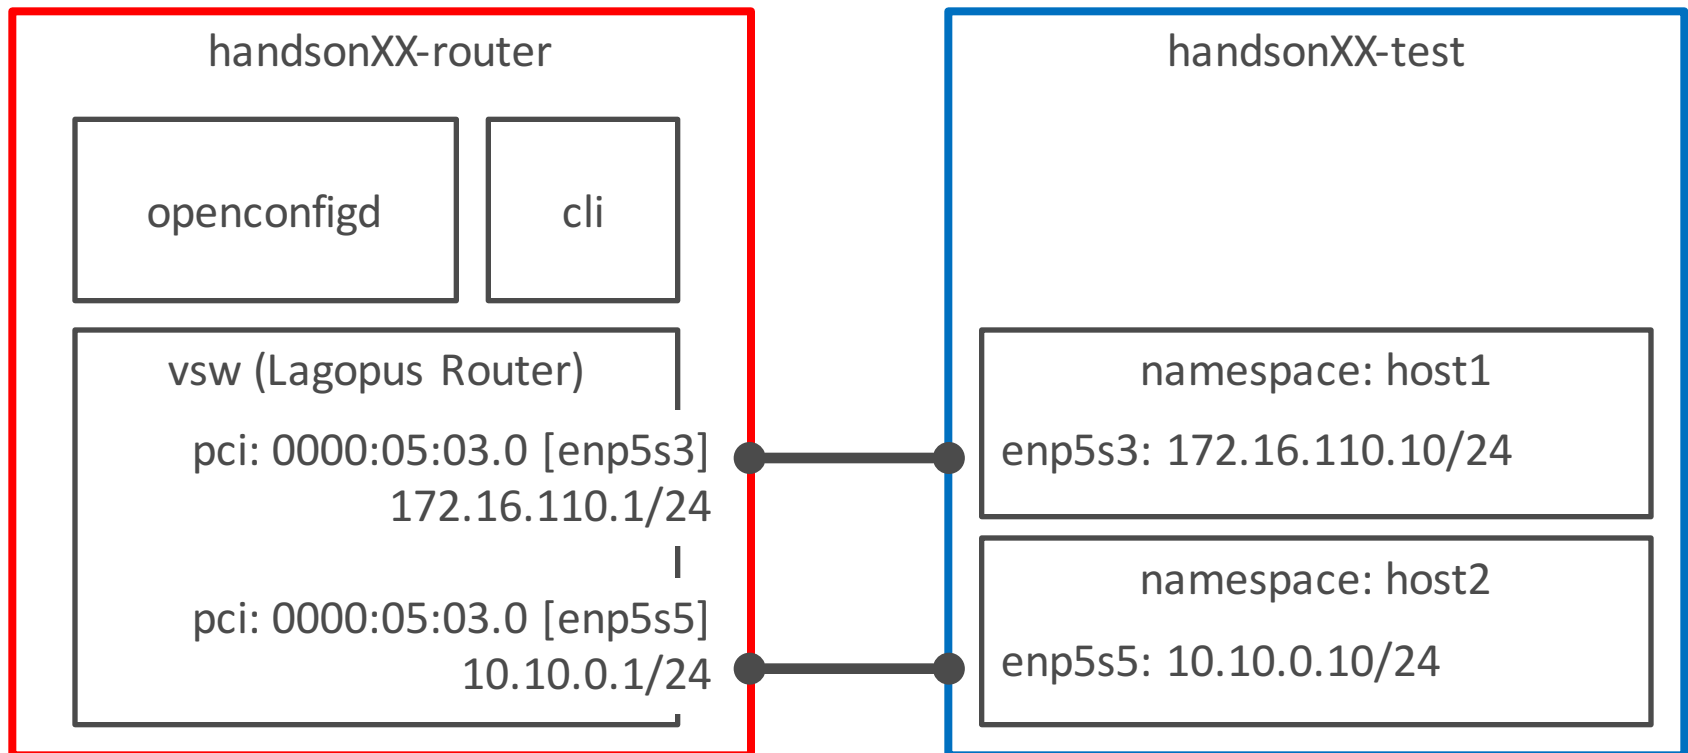 handsonXX-router
openconfigd
cli
vsw (Lagopus Router)
pci: 0000:05:03.0 [enp5s3]
172.16.110.1/24
pci: 0000:05:03.0 [enp5s5]
10.10.0.1/24
handsonXX-test
namespace: host1
enp5s3: 172.16.110.10/24
namespace: host2
enp5s5: 10.10.0.10/24